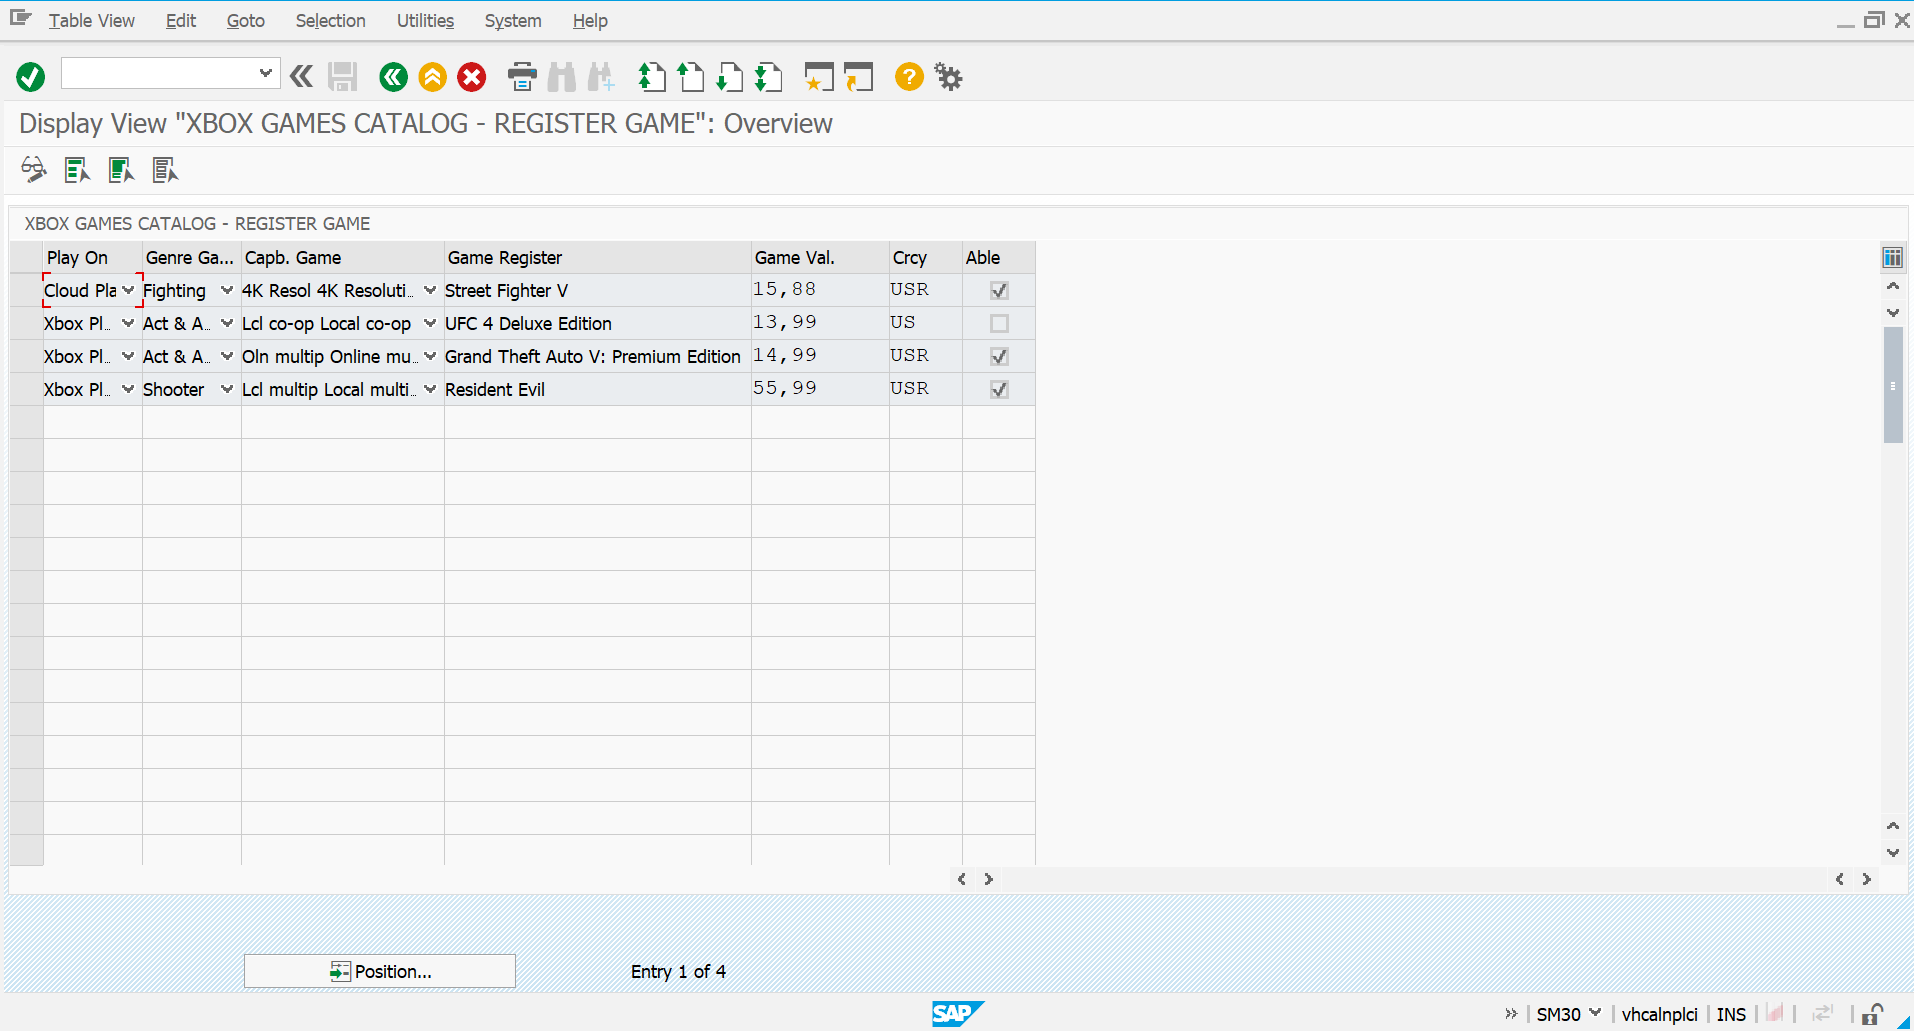 Table View Edit Goto Selection Utilities System Help
Display View "XBOX GAMES CATALOG - REGISTER GAME": Overview
XBOX GAMES CATALOG - REGISTER GAME
Play On Genre Ga... Capb. Game Game Register Game Val. Crcy Able
Cloud Pla Fighting 4K Resol 4K Resoluti... Street Fighter V 15,88 USR
Xbox Pl... Act & A... Lcl co-op Local co-op UFC 4 Deluxe Edition 13,99 US
Xbox Pl... Act & A... Oln multip Online mu... Grand Theft Auto V: Premium Edition 14,99 USR
Xbox Pl... Shooter Lcl multip Local multi... Resident Evil 55,99 USR
Position... Entry 1 of 4
SAP SM30 vhcalnplci INS